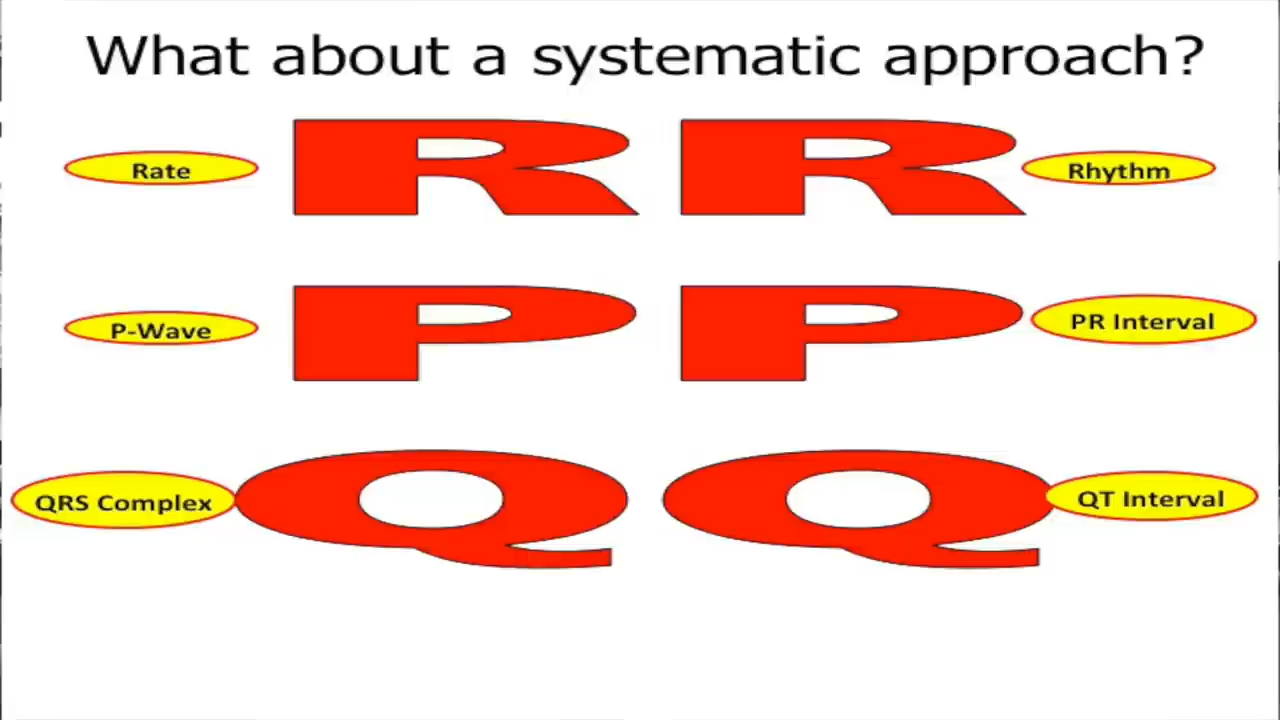 What about a systematic approach?
Rate R R Rhythm
P-Wave P P PR Interval
QRS Complex Q Q QT Interval